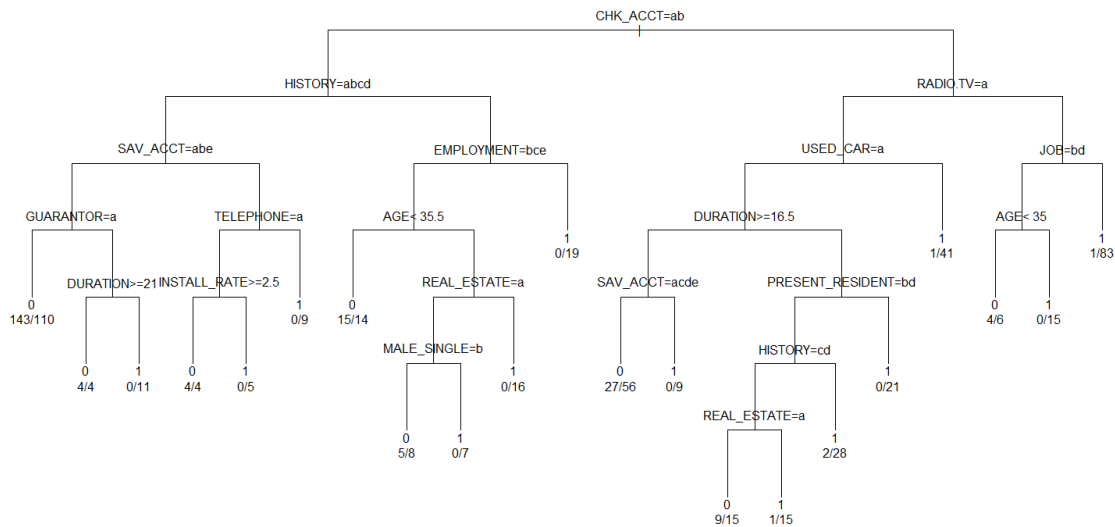 CHK_ACCT=ab
HISTORY=abcd
RADIO.TV=a
SAV_ACCT=abe
EMPLOYMENT=bce
USED_CAR=a
JOB=bd
GUARANTOR=a
TELEPHONE=a
AGE< 35.5
1
0/19
DURATION>=16.5
1
1/41
AGE< 35
1
1/83
0
143/110
DURATION>=21
INSTALL_RATE>=2.5
1
0/9
0
15/14
REAL_ESTATE=a
SAV_ACCT=acde
PRESENT_RESIDENT=bd
0
4/6
1
0/15
0
4/4
1
0/11
0
4/4
1
0/5
MALE_SINGLE=b
1
0/16
0
27/56
1
0/9
HISTORY=cd
1
0/21
0
5/8
1
0/7
REAL_ESTATE=a
1
2/28
0
9/15
1
1/15